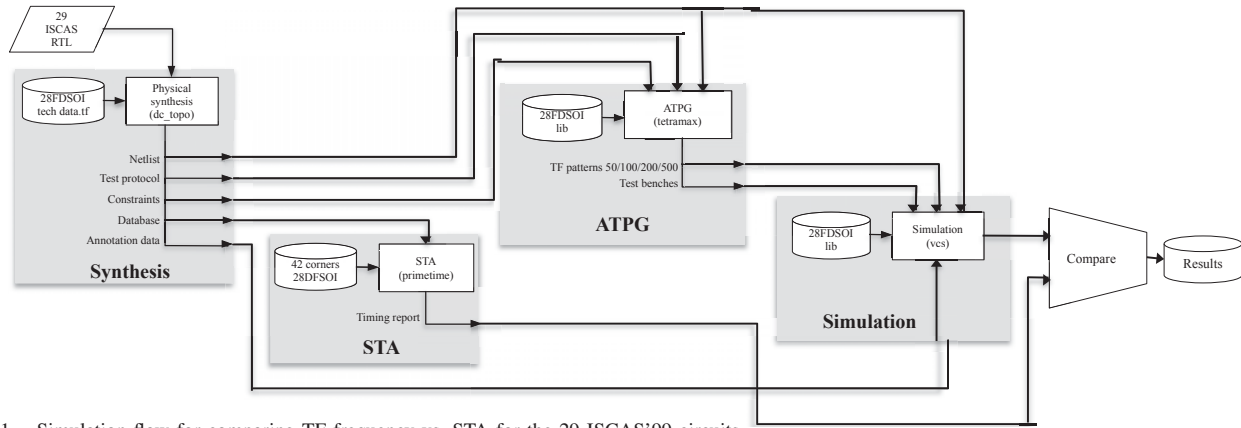 29
ISCAS
RTL
28FDSOI
tech data.tf
Physical
synthesis
(dc_topo)
Netlist
Test protocol
Constraints
Database
Annotation data
Synthesis
42 corners
28DFSOI
STA
(primetime)
Timing report
STA
28FDSOI
lib
ATPG
(tetramax)
TF patterns 50/100/200/500
Test benches
ATPG
28FDSOI
lib
Simulation
(vcs)
Simulation
Compare
Results
1. Simulation flow for comparing TF frequency vs. STA for the 29 ISCAS'99 circuits